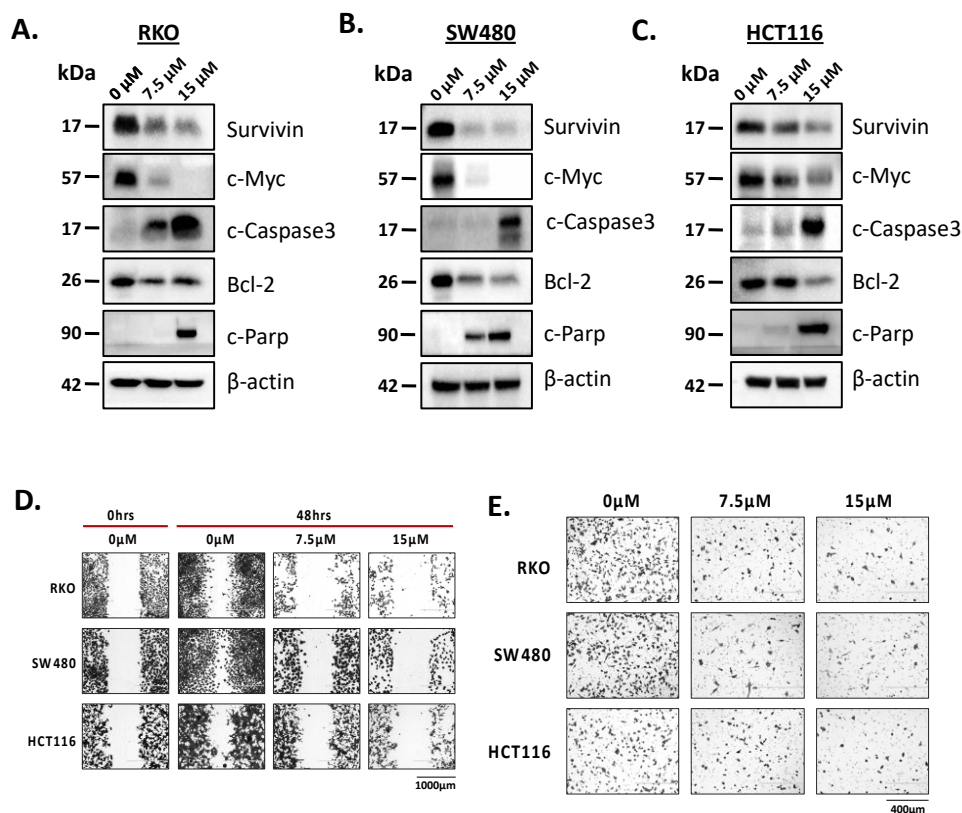 A.
RKO
kDa
0 µM
7.5 µM
15 µM
17
Survivin
57
c-Myc
17
c-Caspase3
26
Bcl-2
90
c-Parp
42
β-actin
B.
SW480
0 µM
7.5 µM
15 µM
17
Survivin
57
c-Myc
17
c-Caspase3
26
Bcl-2
90
c-Parp
42
β-actin
C.
HCT116
kDa
0 µM
7.5 µM
15 µM
17
Survivin
57
c-Myc
17
c-Caspase3
26
Bcl-2
90
c-Parp
42
β-actin
D.
0hrs 48hrs
0µM 0µM 7.5µM 15µM
RKO
SW480
HCT116
1000µm
E.
0µM 7.5µM 15µM
RKO
SW480
HCT116
400µm